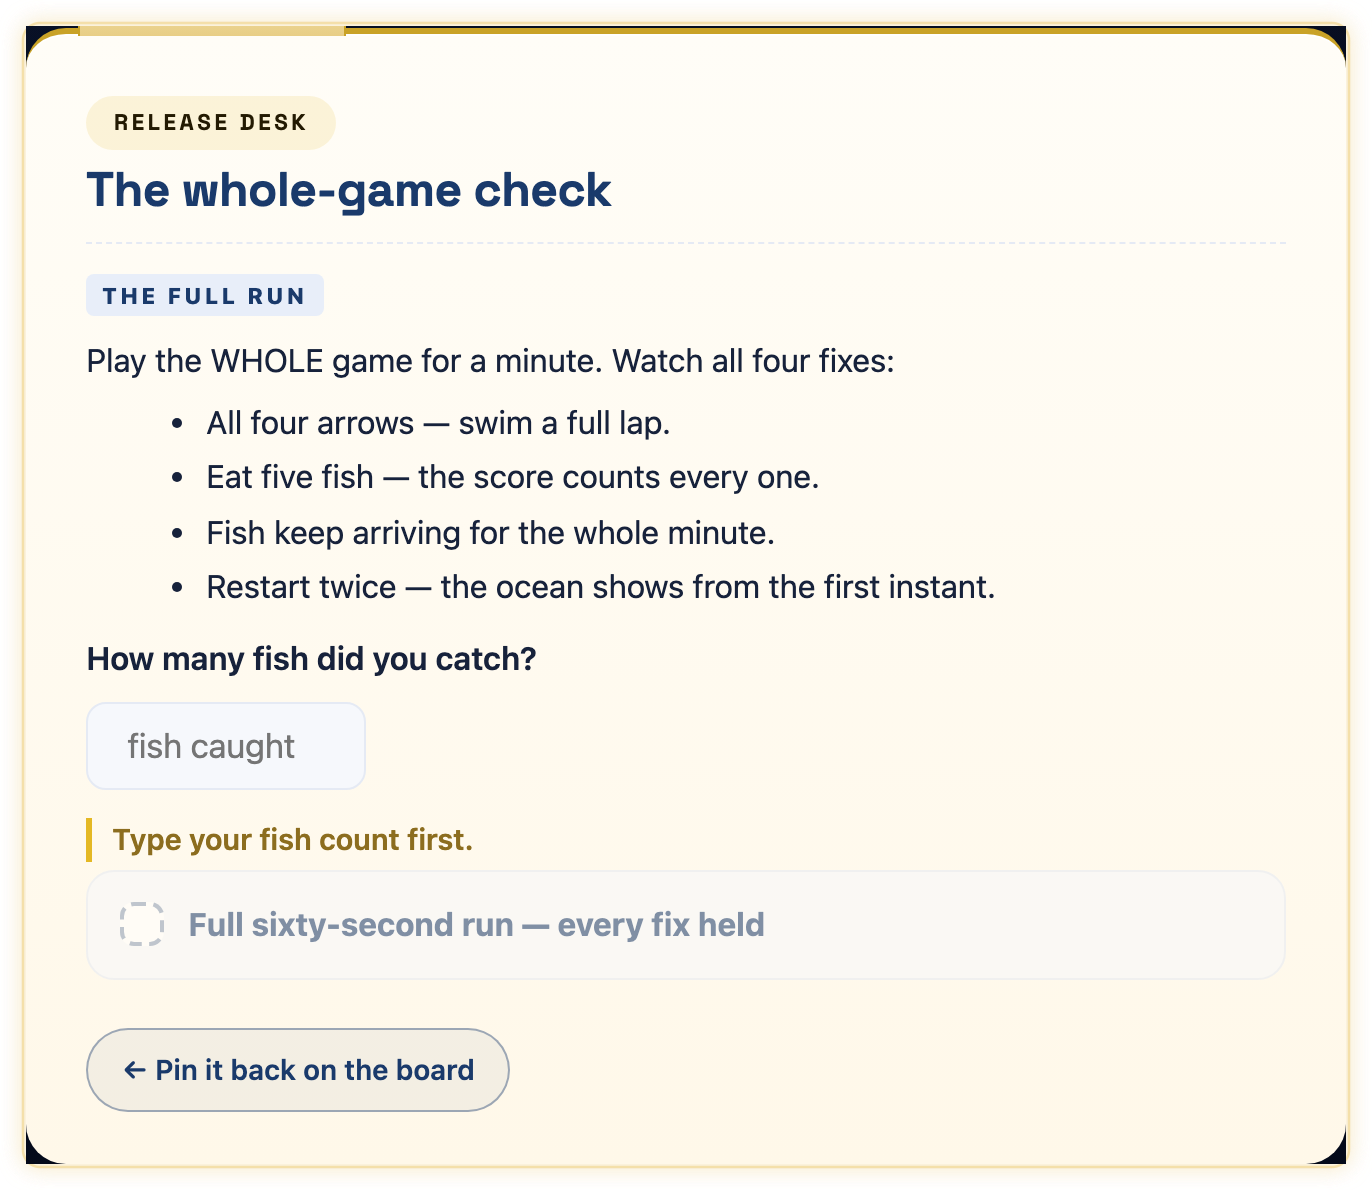 RELEASE DESK
The whole-game check
THE FULL RUN
Play the WHOLE game for a minute. Watch all four fixes:
• All four arrows — swim a full lap.
• Eat five fish — the score counts every one.
• Fish keep arriving for the whole minute.
• Restart twice — the ocean shows from the first instant.
How many fish did you catch?
fish caught
Type your fish count first.
Full sixty-second run — every fix held
← Pin it back on the board